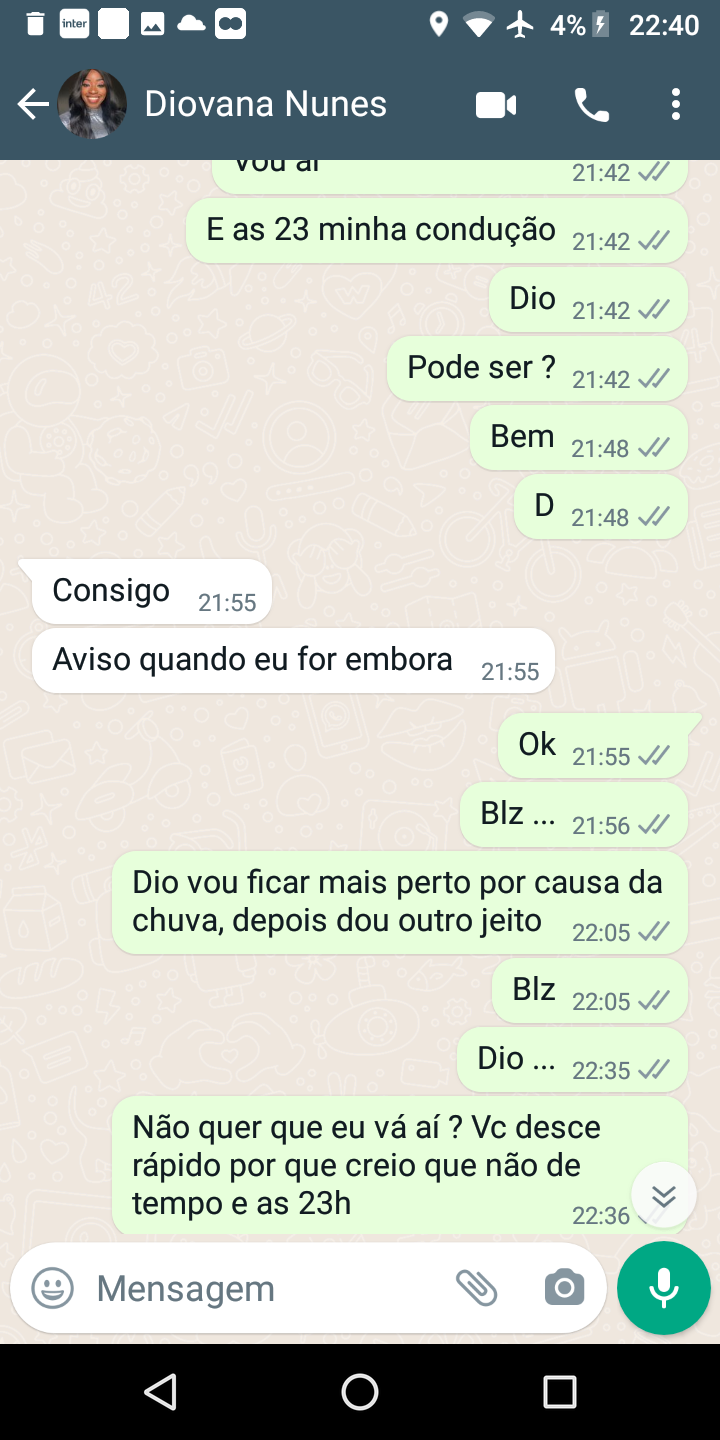 inter
4%
22:40
Diovana Nunes
Vou aí
21:42
E as 23 minha condução
21:42
Dio
21:42
Pode ser ?
21:42
Bem
21:48
D
21:48
Consigo
21:55
Aviso quando eu for embora
21:55
Ok
21:55
Blz ...
21:56
Dio vou ficar mais perto por causa da
chuva, depois dou outro jeito
22:05
Blz
22:05
Dio ...
22:35
Não quer que eu vá aí ? Vc desce
rápido por que creio que não de
tempo e as 23h
22:36
Mensagem